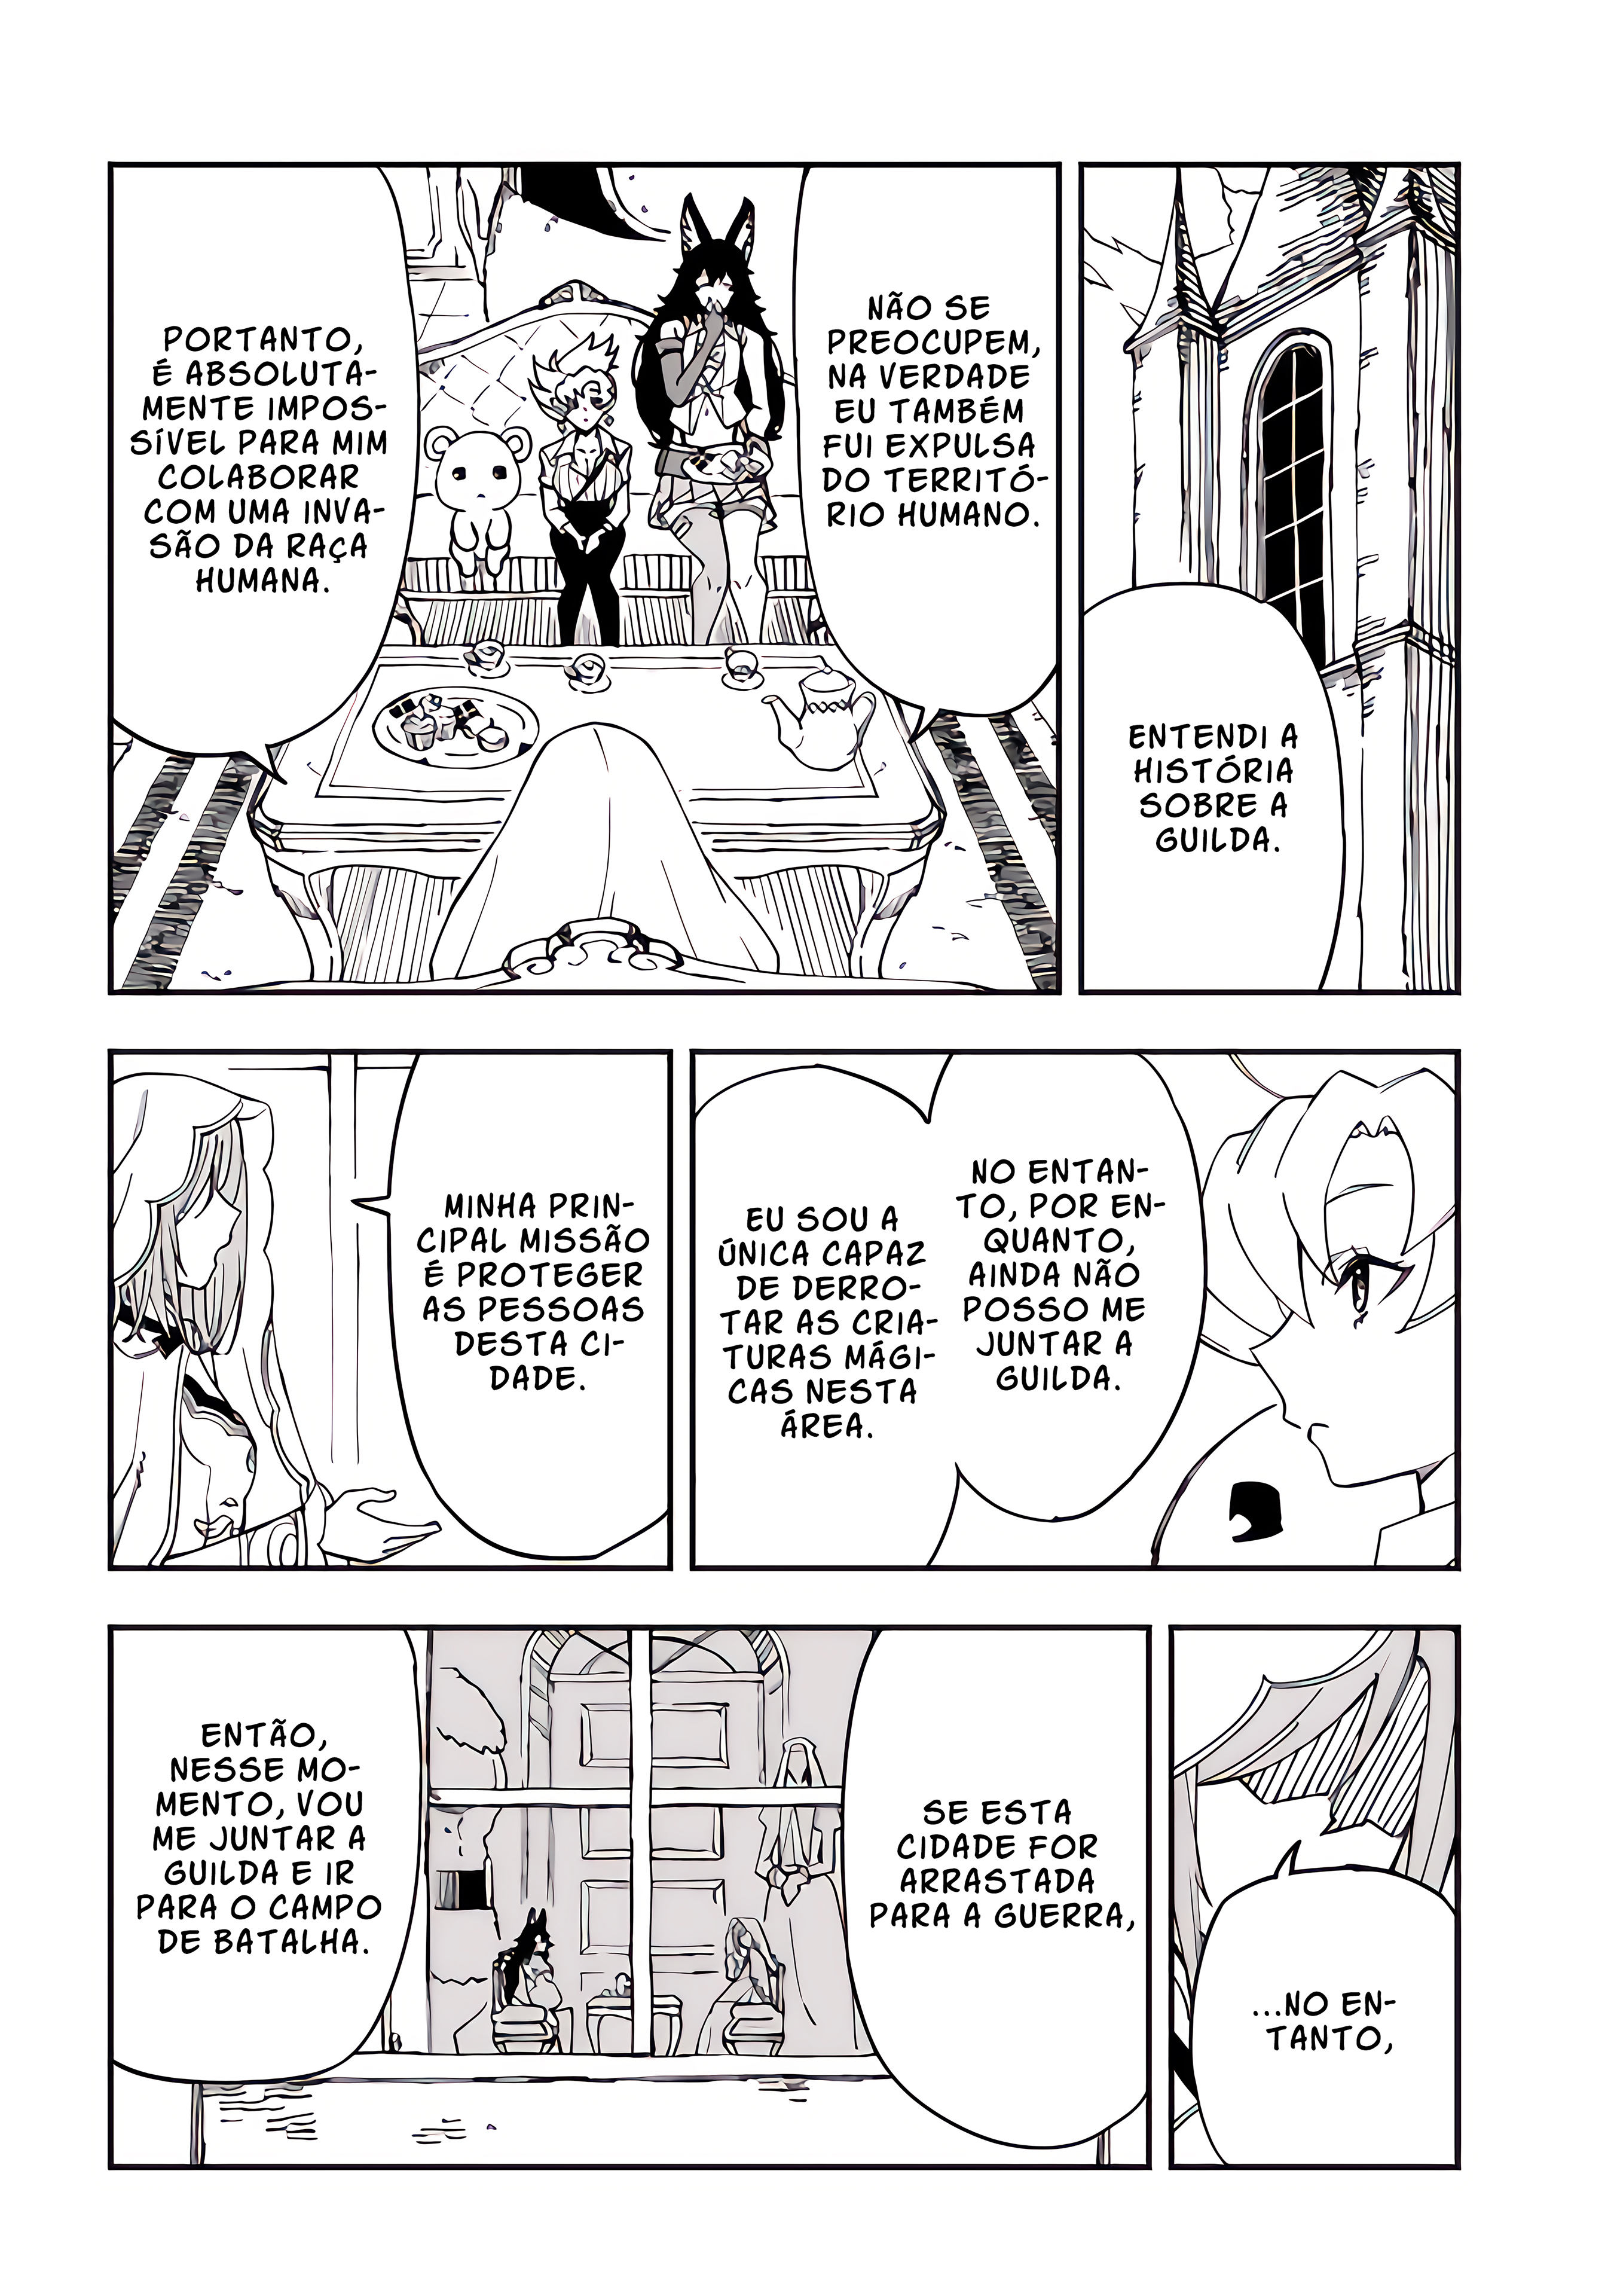 ENTENDI A
HISTÓRIA
SOBRE A
GUILDA.
NÃO SE
PREOCUPEM,
NA VERDADE
EU TAMBÉM
FUI EXPULSA
DO TERRITÓ-
RIO HUMANO.
PORTANTO,
É ABSOLUTA-
MENTE IMPOS-
SÍVEL PARA MIM
COLABORAR
COM UMA INVA-
SÃO DA RAÇA
HUMANA.
NO ENTAN-
TO, POR EN-
QUANTO,
AINDA NÃO
POSSO ME
JUNTAR A
GUILDA.
EU SOU A
ÚNICA CAPAZ
DE DERRO-
TAR AS CRIA-
TURAS MÁGI-
CAS NESTA
ÁREA.
MINHA PRIN-
CIPAL MISSÃO
É PROTEGER
AS PESSOAS
DESTA CI-
DADE.
...NO EN-
TANTO,
SE ESTA
CIDADE FOR
ARRASTADA
PARA A GUERRA,
ENTÃO,
NESSE MO-
MENTO, VOU
ME JUNTAR A
GUILDA E IR
PARA O CAMPO
DE BATALHA.